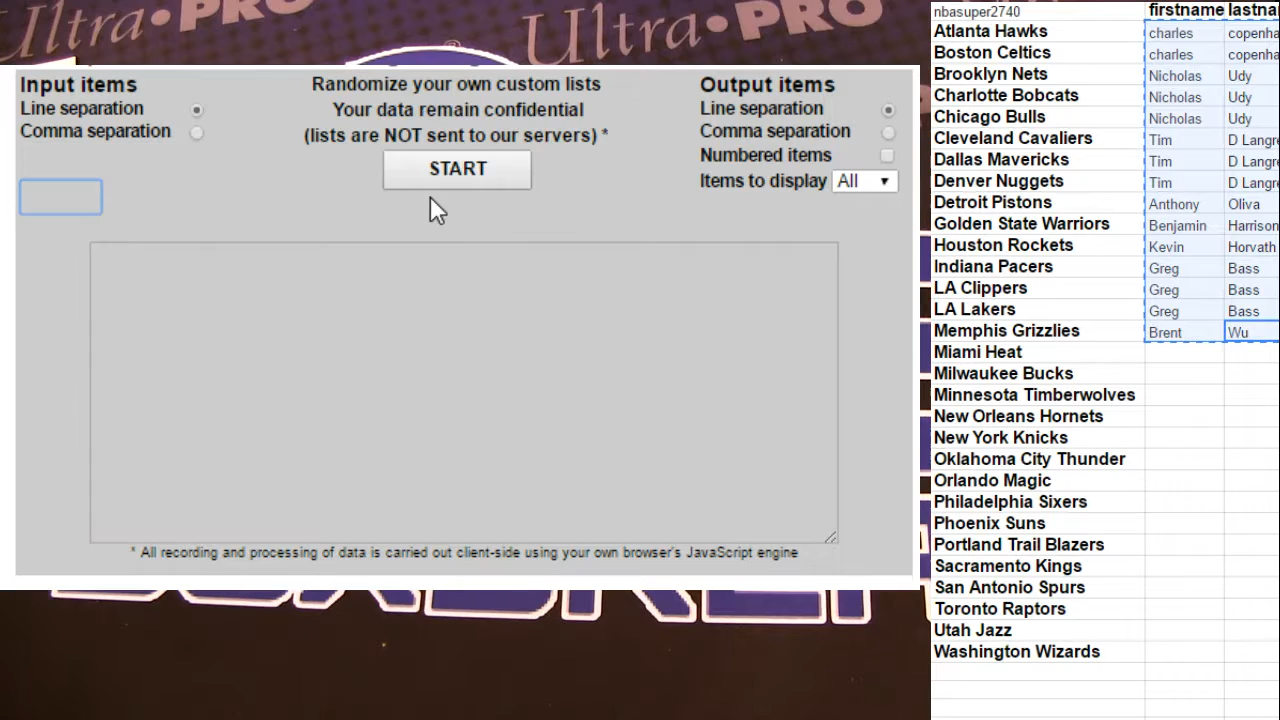 Ultra•PRO Ultra•PRO
Input items
Line separation
Comma separation
Randomize your own custom lists
Your data remain confidential
(lists are NOT sent to our servers) *
START
Output items
Line separation
Comma separation
Numbered items
Items to display All
* All recording and processing of data is carried out client-side using your own browser's JavaScript engine
nbasuper2740 firstname lastna
Atlanta Hawks charles copenha
Boston Celtics charles copenha
Brooklyn Nets Nicholas Udy
Charlotte Bobcats Nicholas Udy
Chicago Bulls Nicholas Udy
Cleveland Cavaliers Tim D Langre
Dallas Mavericks Tim D Langre
Denver Nuggets Tim D Langre
Detroit Pistons Anthony Oliva
Golden State Warriors Benjamin Harrison
Houston Rockets Kevin Horvath
Indiana Pacers Greg Bass
LA Clippers Greg Bass
LA Lakers Greg Bass
Memphis Grizzlies Brent Wu
Miami Heat
Milwaukee Bucks
Minnesota Timberwolves
New Orleans Hornets
New York Knicks
Oklahoma City Thunder
Orlando Magic
Philadelphia Sixers
Phoenix Suns
Portland Trail Blazers
Sacramento Kings
San Antonio Spurs
Toronto Raptors
Utah Jazz
Washington Wizards